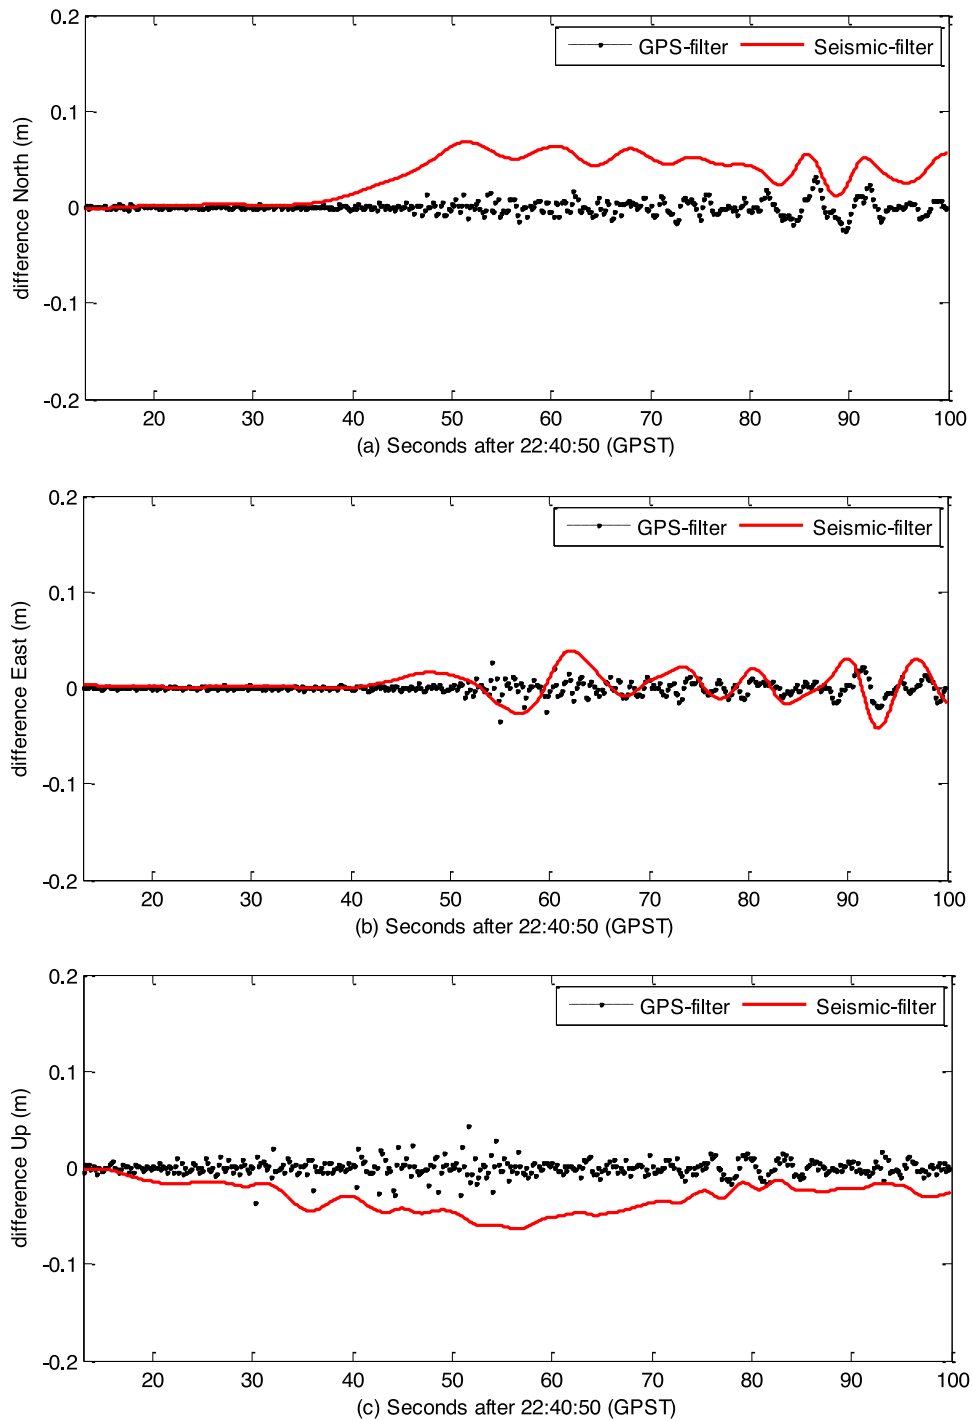 0.2
GPS-filter Seismic-filter
0.1
difference North (m)
0
-0.1
-0.2
20 30 40 50 60 70 80 90 100
(a) Seconds after 22:40:50 (GPST)
0.2
GPS-filter Seismic-filter
0.1
difference East (m)
0
-0.1
-0.2
20 30 40 50 60 70 80 90 100
(b) Seconds after 22:40:50 (GPST)
0.2
GPS-filter Seismic-filter
0.1
difference Up (m)
0
-0.1
-0.2
20 30 40 50 60 70 80 90 100
(c) Seconds after 22:40:50 (GPST)